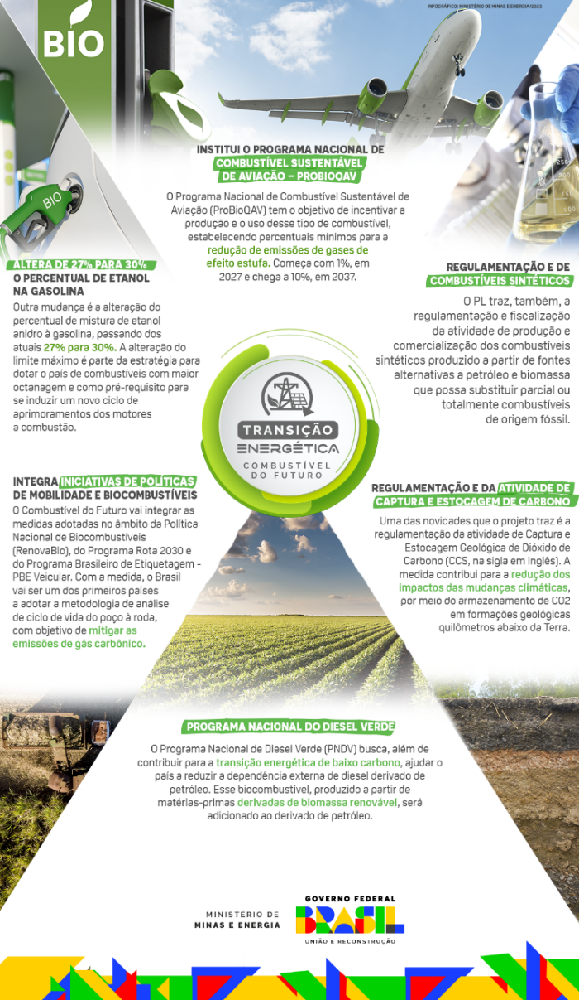 INFOGRÁFICO: MINISTÉRIO DE MINAS E ENERGIA/2023
BIO
BIO
INSTITUI O PROGRAMA NACIONAL DE
COMBUSTÍVEL SUSTENTÁVEL
DE AVIAÇÃO – PROBIOQAV
O Programa Nacional de Combustível Sustentável de
Aviação (ProBioQAV) tem o objetivo de incentivar a
produção e o uso desse tipo de combustível,
estabelecendo percentuais mínimos para a
redução de emissões de gases de
efeito estufa. Começa com 1%, em
2027 e chega a 10%, em 2037.
250
200
150
100
ALTERA DE 27% PARA 30%
O PERCENTUAL DE ETANOL
NA GASOLINA
Outra mudança é a alteração do
percentual de mistura de etanol
anidro à gasolina, passando dos
atuais 27% para 30%. A alteração do
limite máximo é parte da estratégia para
dotar o país de combustíveis com maior
octanagem e como pré-requisito para
se induzir um novo ciclo de
aprimoramentos dos motores
a combustão.
REGULAMENTAÇÃO E DE
COMBUSTÍVEIS SINTÉTICOS
O PL traz, também, a
regulamentação e fiscalização
da atividade de produção e
comercialização dos combustíveis
sintéticos produzido a partir de fontes
alternativas a petróleo e biomassa
que possa substituir parcial ou
totalmente combustíveis
de origem fóssil.
TRANSIÇÃO
ENERGÉTICA
COMBUSTÍVEL
DO FUTURO
INTEGRA INICIATIVAS DE POLÍTICAS
DE MOBILIDADE E BIOCOMBUSTÍVEIS
O Combustível do Futuro vai integrar as
medidas adotadas no âmbito da Política
Nacional de Biocombustíveis
(RenovaBio), do Programa Rota 2030 e
do Programa Brasileiro de Etiquetagem -
PBE Veicular. Com a medida, o Brasil
vai ser um dos primeiros países
a adotar a metodologia de análise
de ciclo de vida do poço à roda,
com objetivo de mitigar as
emissões de gás carbônico.
REGULAMENTAÇÃO E DA ATIVIDADE DE
CAPTURA E ESTOCAGEM DE CARBONO
Uma das novidades que o projeto traz é a
regulamentação da atividade de Captura e
Estocagem Geológica de Dióxido de
Carbono (CCS, na sigla em inglês). A
medida contribui para a redução dos
impactos das mudanças climáticas,
por meio do armazenamento de CO2
em formações geológicas
quilômetros abaixo da Terra.
PROGRAMA NACIONAL DO DIESEL VERDE
O Programa Nacional de Diesel Verde (PNDV) busca, além de
contribuir para a transição energética de baixo carbono, ajudar o
país a reduzir a dependência externa de diesel derivado de
petróleo. Esse biocombustível, produzido a partir de
matérias-primas derivadas de biomassa renovável, será
adicionado ao derivado de petróleo.
MINISTÉRIO DE
MINAS E ENERGIA
GOVERNO FEDERAL
BRASIL
UNIÃO E RECONSTRUÇÃO